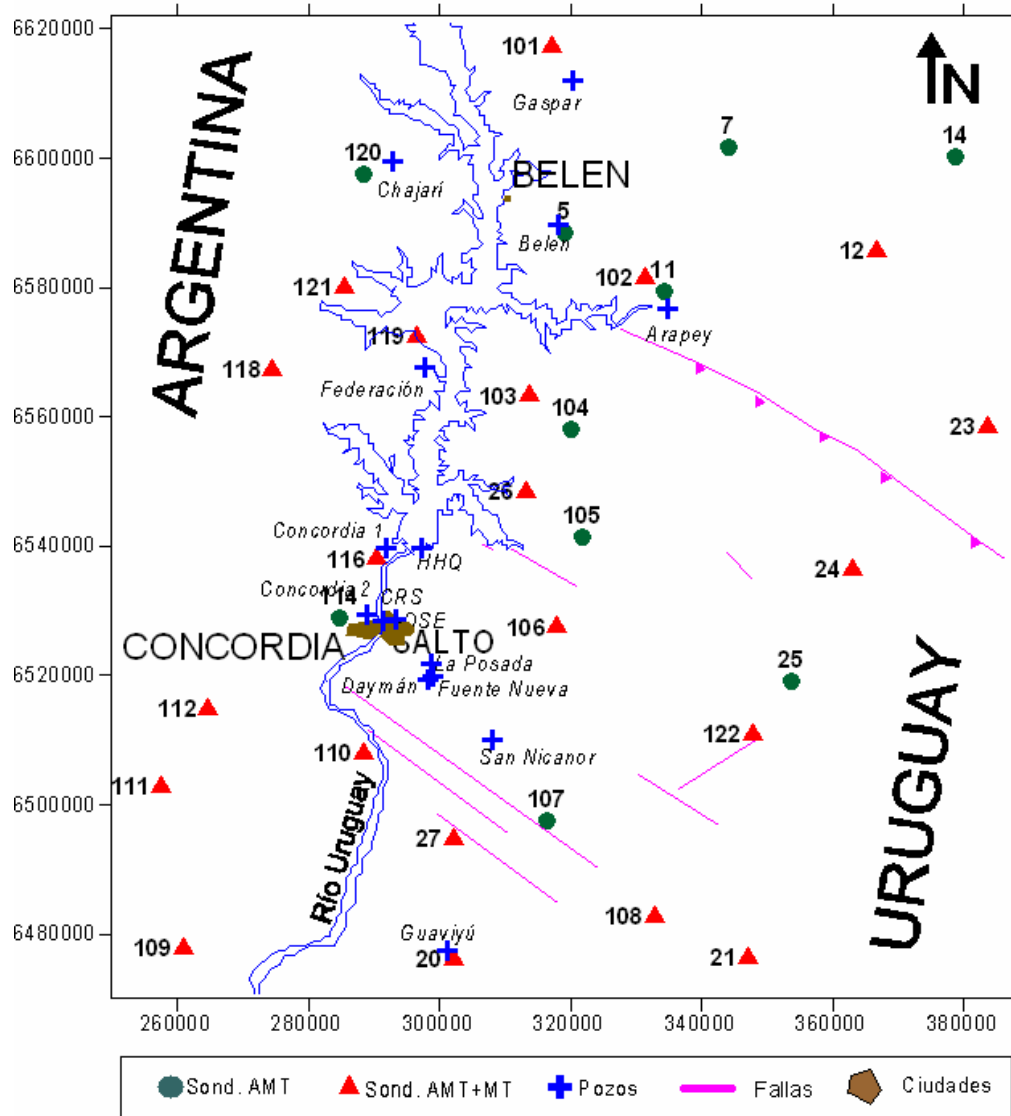 6620000
101
Gaspar
N
6600000
7
14
120
Chajarí
BELEN
5
Belen
12
6580000
121
102
11
Arapey
119
118
Federación
6560000
103
104
23
26
105
6540000
Concordia 1
116
HHQ
24
Concordia 2
CRS
114
OSE
106
6520000
CONCORDIA
SALTO
La Posada
Daymán
Fuente Nueva
25
112
110
122
San Nicanor
6500000
111
107
27
108
6480000
109
Guaviyú
20
21
ARGENTINA
URUGUAY
Río Uruguay
260000 280000 300000 320000 340000 360000 380000
Sond. AMT Sond. AMT+MT Pozos Fallas Ciudades